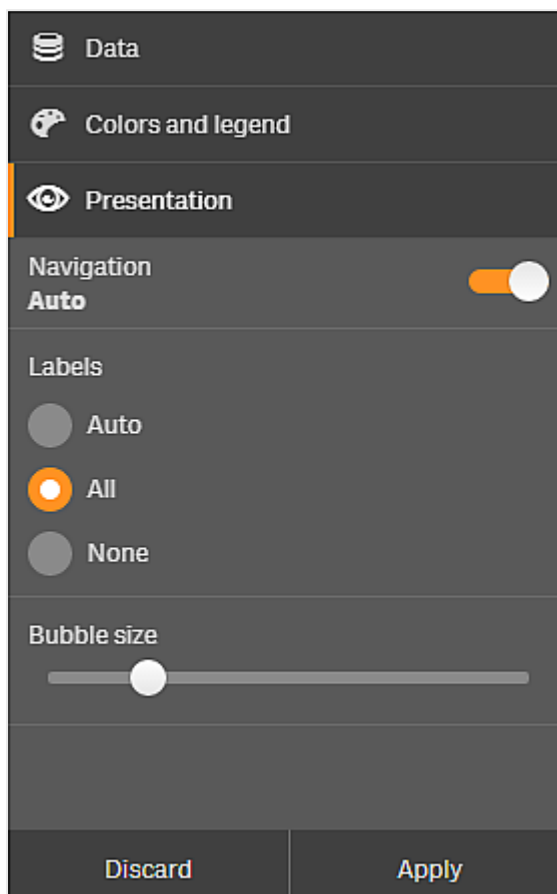 Data
Colors and legend
Presentation
Navigation
Auto
Labels
Auto
All
None
Bubble size
Discard
Apply